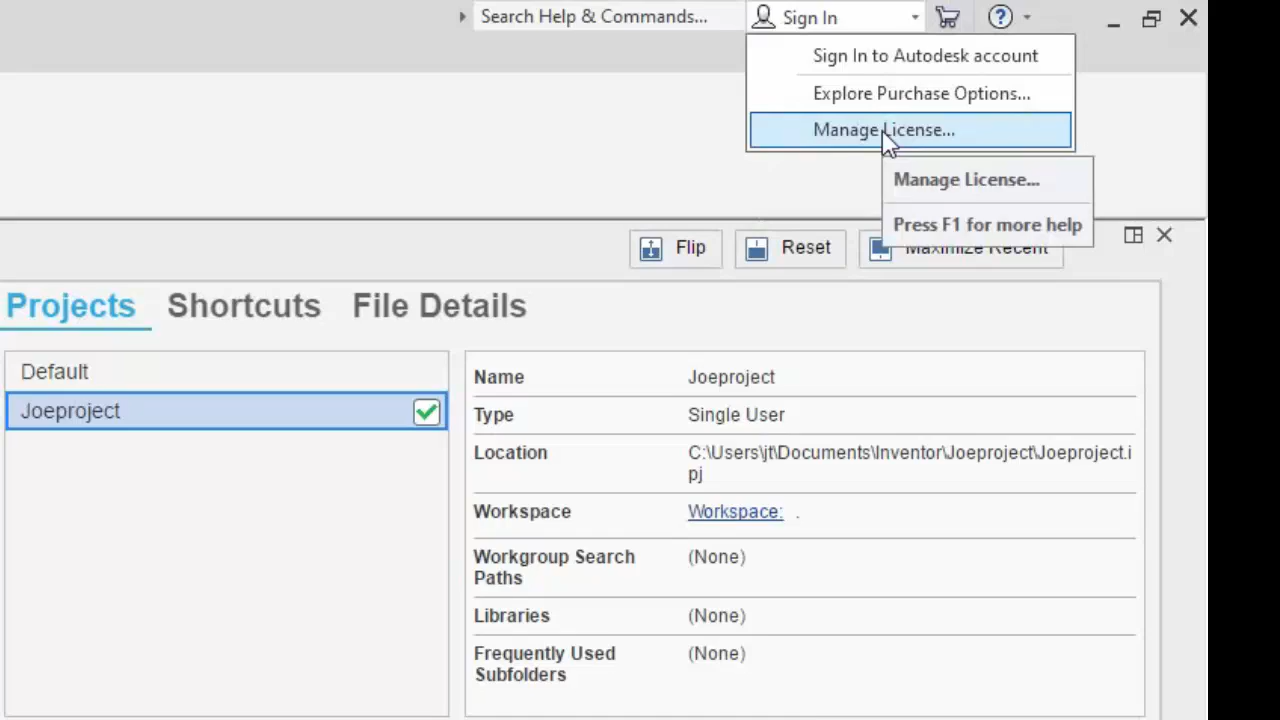 Search Help & Commands...
Sign In
Sign In to Autodesk account
Explore Purchase Options...
Manage License...
Manage License...
Press F1 for more help
Flip
Reset
Maximize Recent
Projects Shortcuts File Details
Default
Joeproject
Name Joeproject
Type Single User
Location C:\Users\jt\Documents\Inventor\Joeproject\Joeproject.i
pj
Workspace Workspace: .
Workgroup Search (None)
Paths
Libraries (None)
Frequently Used (None)
Subfolders